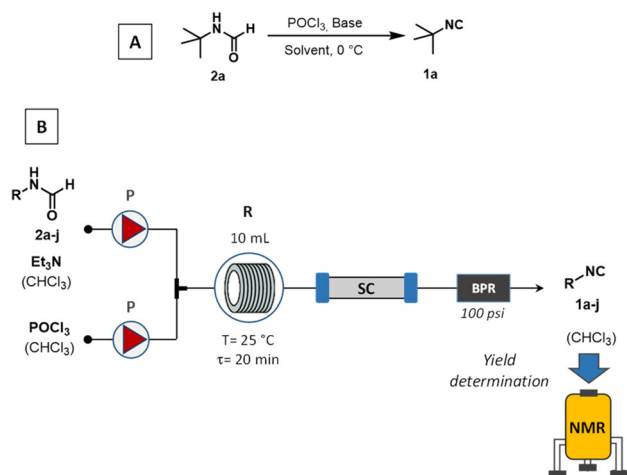 A
H
N
H
O
2a
POCl₃, Base
Solvent, 0 °C
NC
1a
B
H
R
N
H
O
2a-j
Et₃N
(CHCl₃)
P
POCl₃
(CHCl₃)
P
R
10 mL
T= 25 °C
τ= 20 min
SC
BPR
100 psi
R
NC
1a-j
(CHCl₃)
Yield
determination
NMR